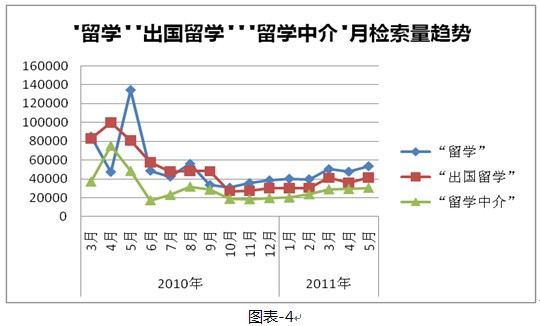 "留学""出国留学"""留学中介"月检索量趋势
160000
140000
120000
100000
80000
60000
40000
20000
0
3月 4月 5月 6月 7月 8月 9月 10月 11月 12月 1月 2月 3月 4月 5月
2010年 2011年
“留学”
“出国留学”
“留学中介”
图表-4